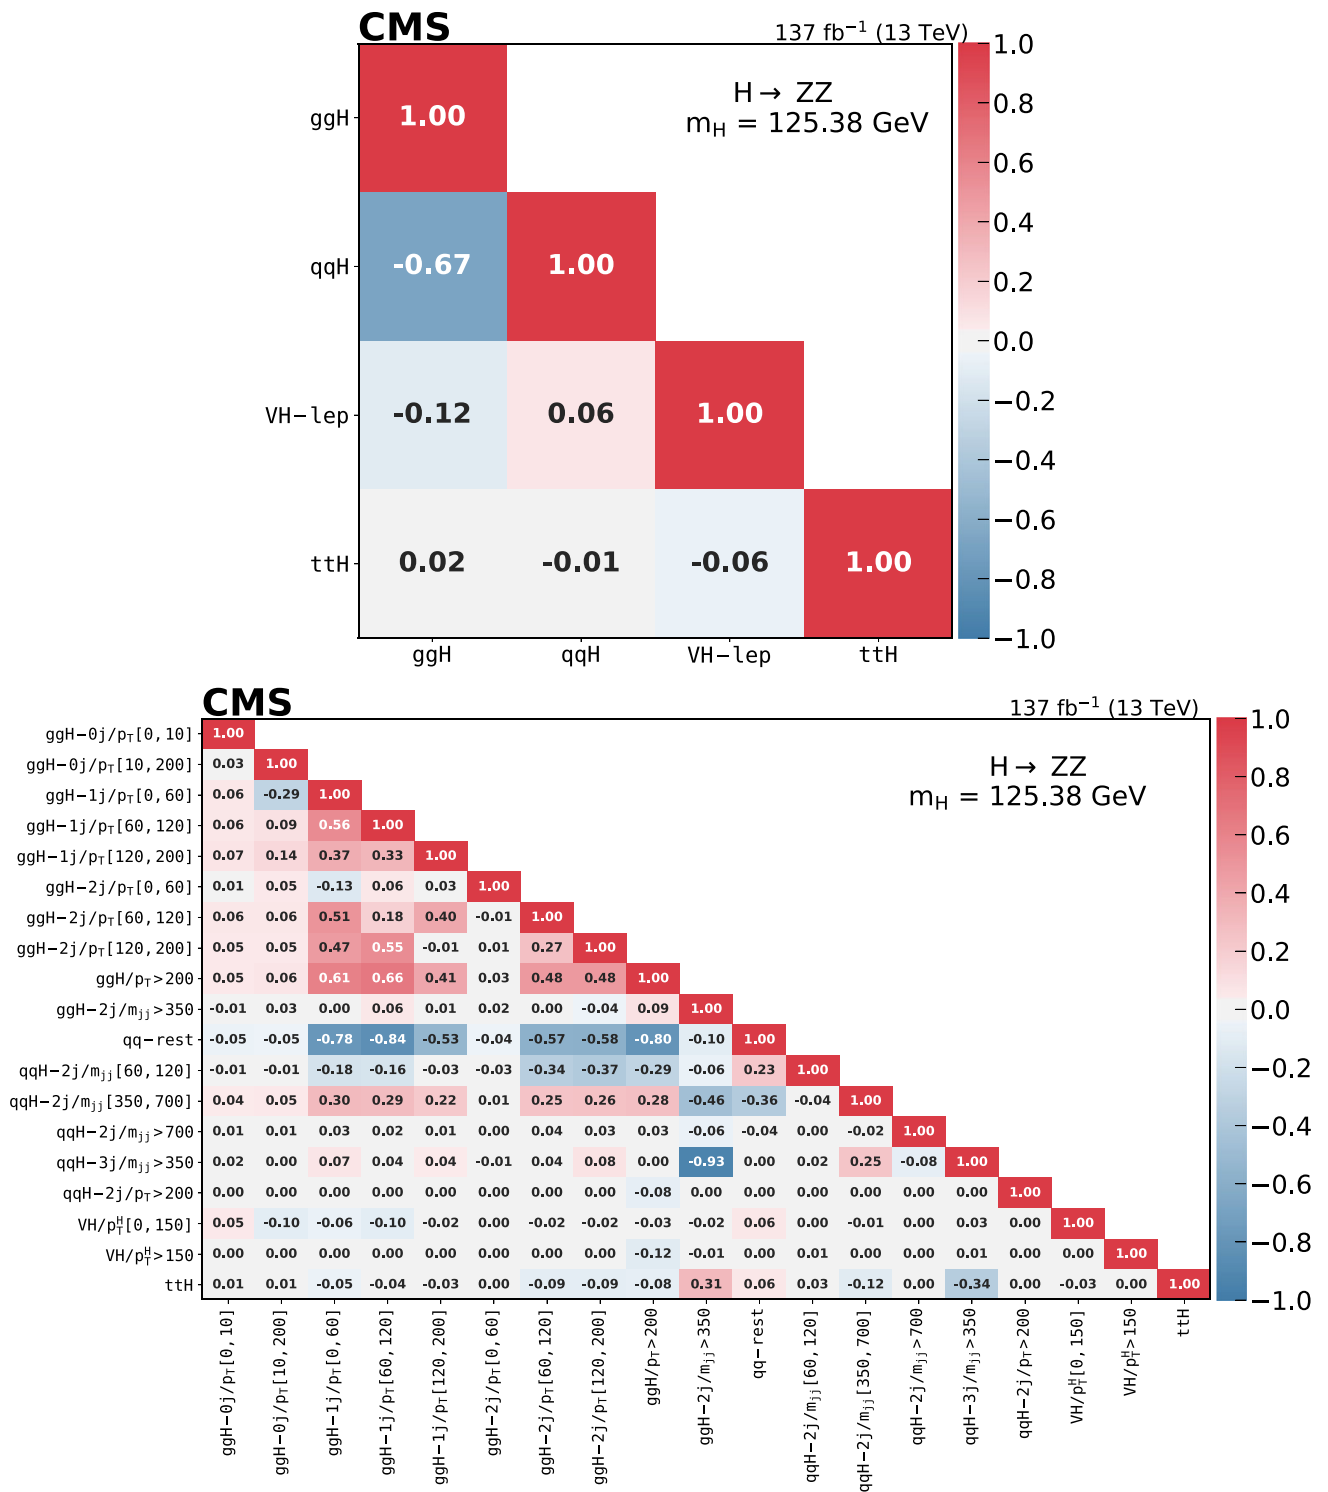 CMS
137 fb⁻¹ (13 TeV)
H→ ZZ
m_H = 125.38 GeV
ggH 1.00
qqH -0.67 1.00
VH−lep -0.12 0.06 1.00
ttH 0.02 -0.01 -0.06 1.00
ggH qqH VH−lep ttH
1.0
0.8
0.6
0.4
0.2
0.0
−0.2
−0.4
−0.6
−0.8
−1.0
CMS
137 fb⁻¹ (13 TeV)
H→ ZZ
m_H = 125.38 GeV
ggH−0j/p_T[0,10] 1.00
ggH−0j/p_T[10,200] 0.03 1.00
ggH−1j/p_T[0,60] 0.06 -0.29 1.00
ggH−1j/p_T[60,120] 0.06 0.09 0.56 1.00
ggH−1j/p_T[120,200] 0.07 0.14 0.37 0.33 1.00
ggH−2j/p_T[0,60] 0.01 0.05 -0.13 0.06 0.03 1.00
ggH−2j/p_T[60,120] 0.06 0.06 0.51 0.18 0.40 -0.01 1.00
ggH−2j/p_T[120,200] 0.05 0.05 0.47 0.55 -0.01 0.01 0.27 1.00
ggH/p_T>200 0.05 0.06 0.61 0.66 0.41 0.03 0.48 0.48 1.00
ggH−2j/m_jj>350 -0.01 0.03 0.00 0.06 0.01 0.02 0.00 -0.04 0.09 1.00
qq−rest -0.05 -0.05 -0.78 -0.84 -0.53 -0.04 -0.57 -0.58 -0.80 -0.10 1.00
qqH−2j/m_jj[60,120] -0.01 -0.01 -0.18 -0.16 -0.03 -0.03 -0.34 -0.37 -0.29 -0.06 0.23 1.00
qqH−2j/m_jj[350,700] 0.04 0.05 0.30 0.29 0.22 0.01 0.25 0.26 0.28 -0.46 -0.36 -0.04 1.00
qqH−2j/m_jj>700 0.01 0.01 0.03 0.02 0.01 0.00 0.04 0.03 0.03 -0.06 -0.04 0.00 -0.02 1.00
qqH−3j/m_jj>350 0.02 0.00 0.07 0.04 0.04 -0.01 0.04 0.08 0.00 -0.93 0.00 0.02 0.25 -0.08 1.00
qqH−2j/p_T>200 0.00 0.00 0.00 0.00 0.00 0.00 0.00 0.00 -0.08 0.00 0.00 0.00 0.00 0.00 0.00 1.00
VH/p_T^H[0,150] 0.05 -0.10 -0.06 -0.10 -0.02 0.00 -0.02 -0.02 -0.03 -0.02 0.06 0.00 -0.01 0.00 0.03 0.00 1.00
VH/p_T^H>150 0.00 0.00 0.00 0.00 0.00 0.00 0.00 0.00 -0.12 -0.01 0.00 0.01 0.00 0.00 0.01 0.00 0.00 1.00
ttH 0.01 0.01 -0.05 -0.04 -0.03 0.00 -0.09 -0.09 -0.08 0.31 0.06 0.03 -0.12 0.00 -0.34 0.00 -0.03 0.00 1.00
ggH−0j/p_T[0,10]
ggH−0j/p_T[10,200]
ggH−1j/p_T[0,60]
ggH−1j/p_T[60,120]
ggH−1j/p_T[120,200]
ggH−2j/p_T[0,60]
ggH−2j/p_T[60,120]
ggH−2j/p_T[120,200]
ggH/p_T>200
ggH−2j/m_jj>350
qq−rest
qqH−2j/m_jj[60,120]
qqH−2j/m_jj[350,700]
qqH−2j/m_jj>700
qqH−3j/m_jj>350
qqH−2j/p_T>200
VH/p_T^H[0,150]
VH/p_T^H>150
ttH
1.0
0.8
0.6
0.4
0.2
0.0
−0.2
−0.4
−0.6
−0.8
−1.0